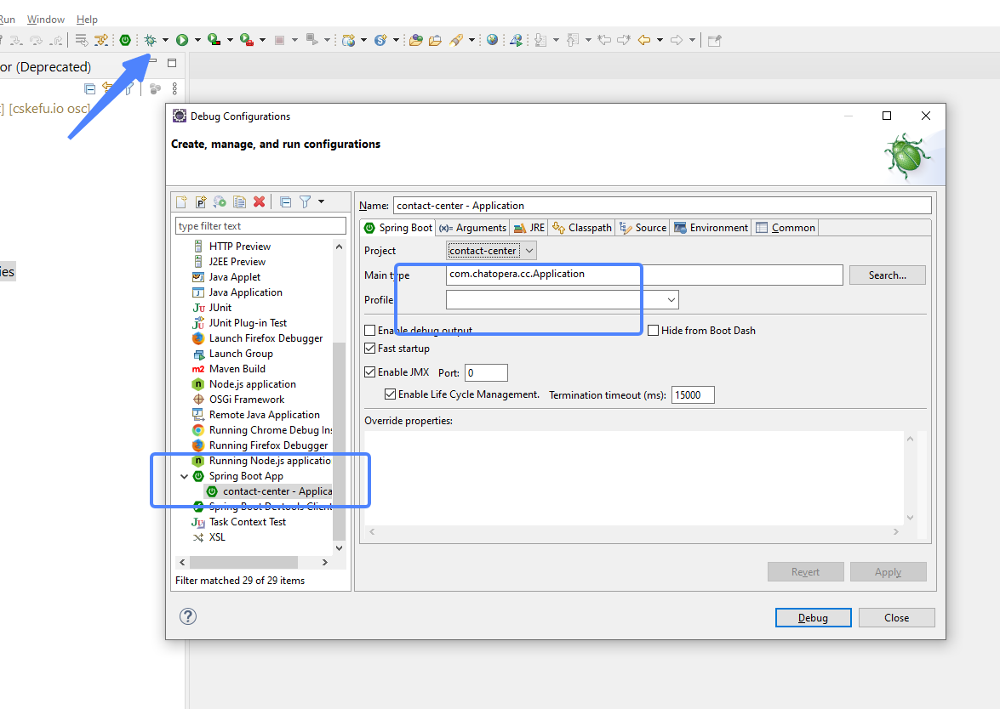 Run Window Help
or (Deprecated)
] [cskefu.io osc]
ies
Debug Configurations
Create, manage, and run configurations
type filter text
HTTP Preview
J2EE Preview
Java Applet
Java Application
JUnit
JUnit Plug-in Test
Launch Firefox Debugger
Launch Group
Maven Build
Node.js application
OSGi Framework
Remote Java Application
Running Chrome Debug Ins
Running Firefox Debugger
Running Node.js applicatio
Spring Boot App
contact-center - Applica
Spring Boot Devtools Client
Task Context Test
XSL
Filter matched 29 of 29 items
Name: contact-center - Application
Spring Boot (x)= Arguments JRE Classpath Source Environment Common
Project contact-center
Main type com.chatopera.cc.Application Search...
Profile
Enable debug output Hide from Boot Dash
Fast startup
Enable JMX Port: 0
Enable Life Cycle Management. Termination timeout (ms): 15000
Override properties:
Revert Apply
Debug Close